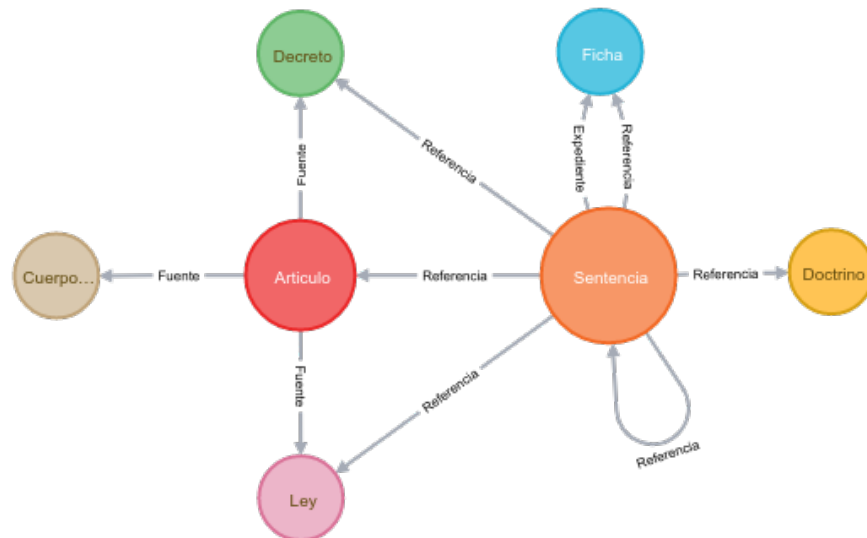 Decreto
Ficha
Fuente
Referencia
Expediente
Referencia
Cuerpo...
Fuente
Articulo
Referencia
Sentencia
Referencia
Doctrino
Fuente
Referencia
Referencia
Ley